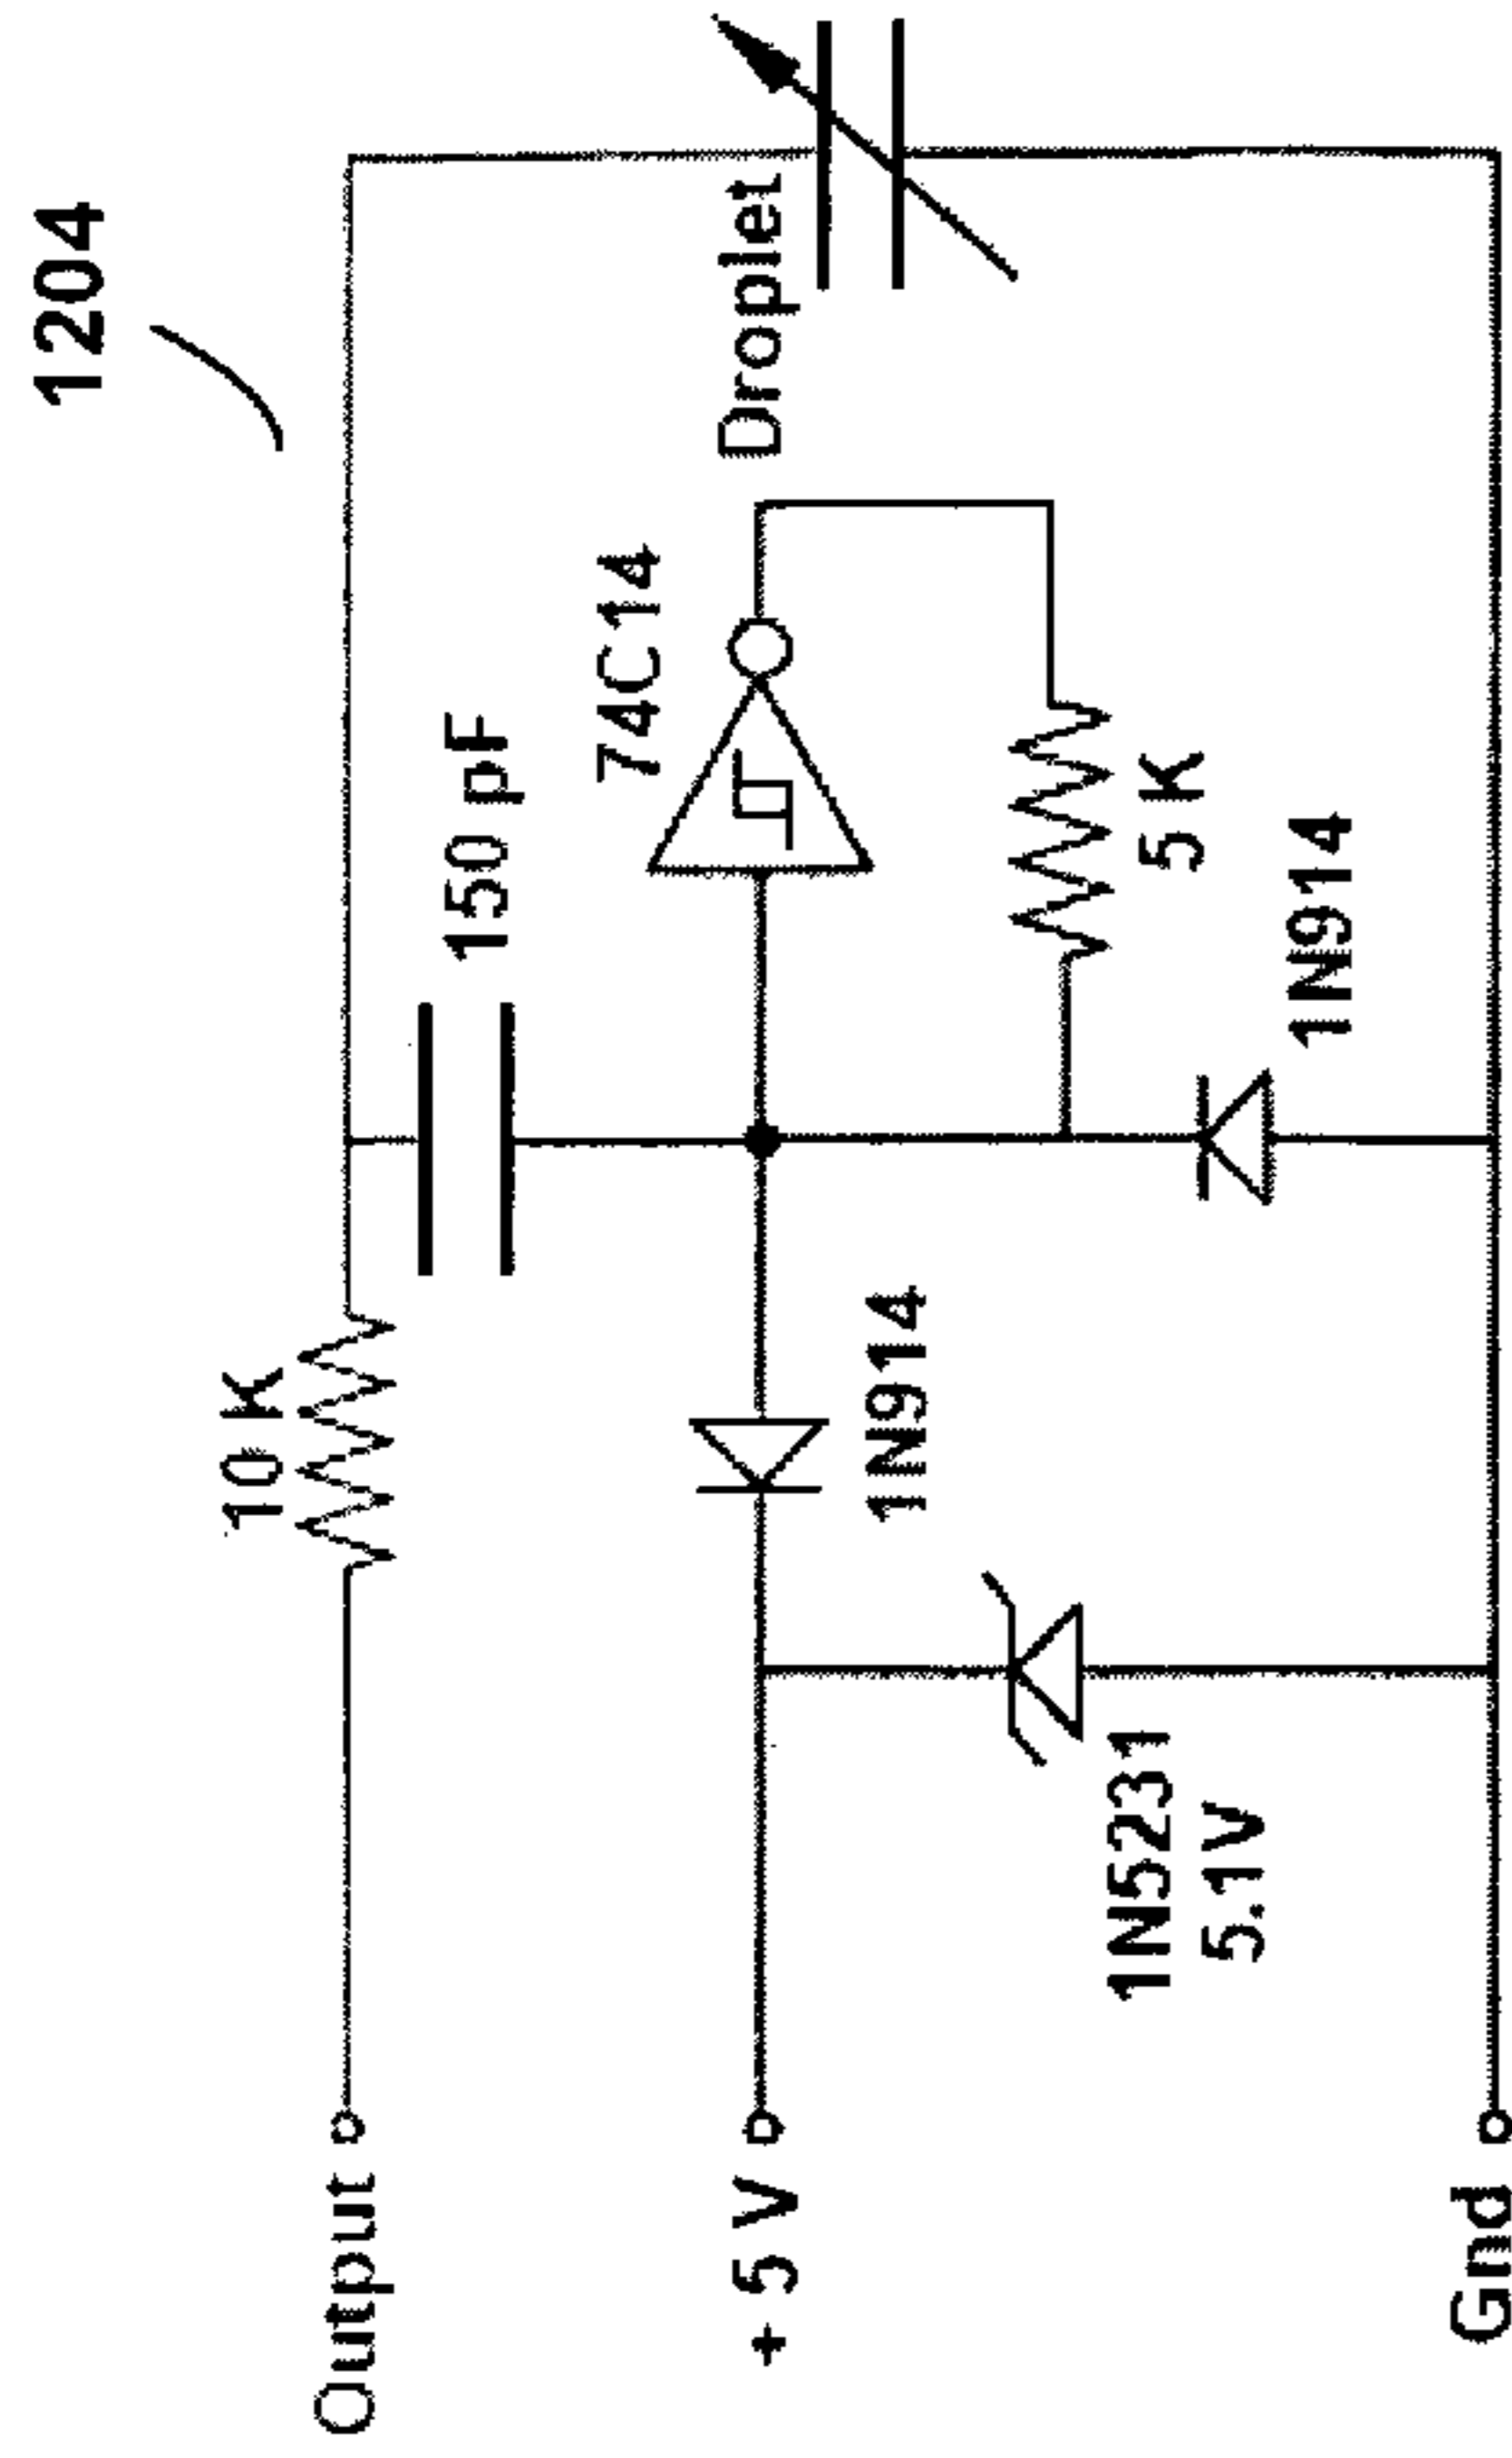 1204
10 K
150 pF
74C14
Droplet
1N914
5 K
1N914
1N5231
5.1V
Output
+ 5 V
Gnd